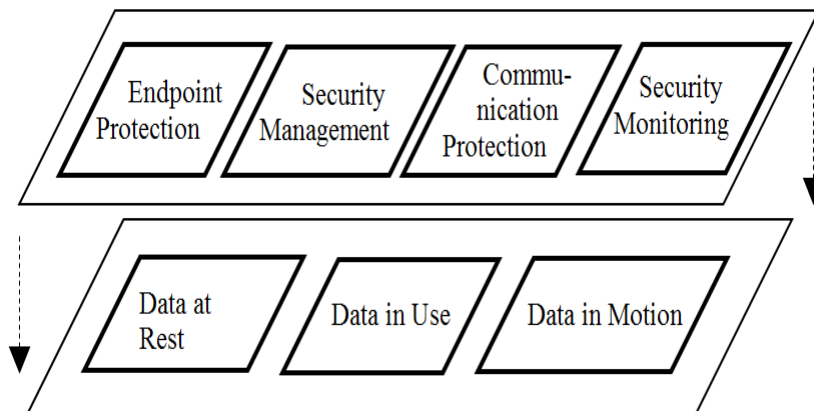 Endpoint
Protection
Security
Management
Commu-
nication
Protection
Security
Monitoring
Data at
Rest
Data in Use
Data in Motion